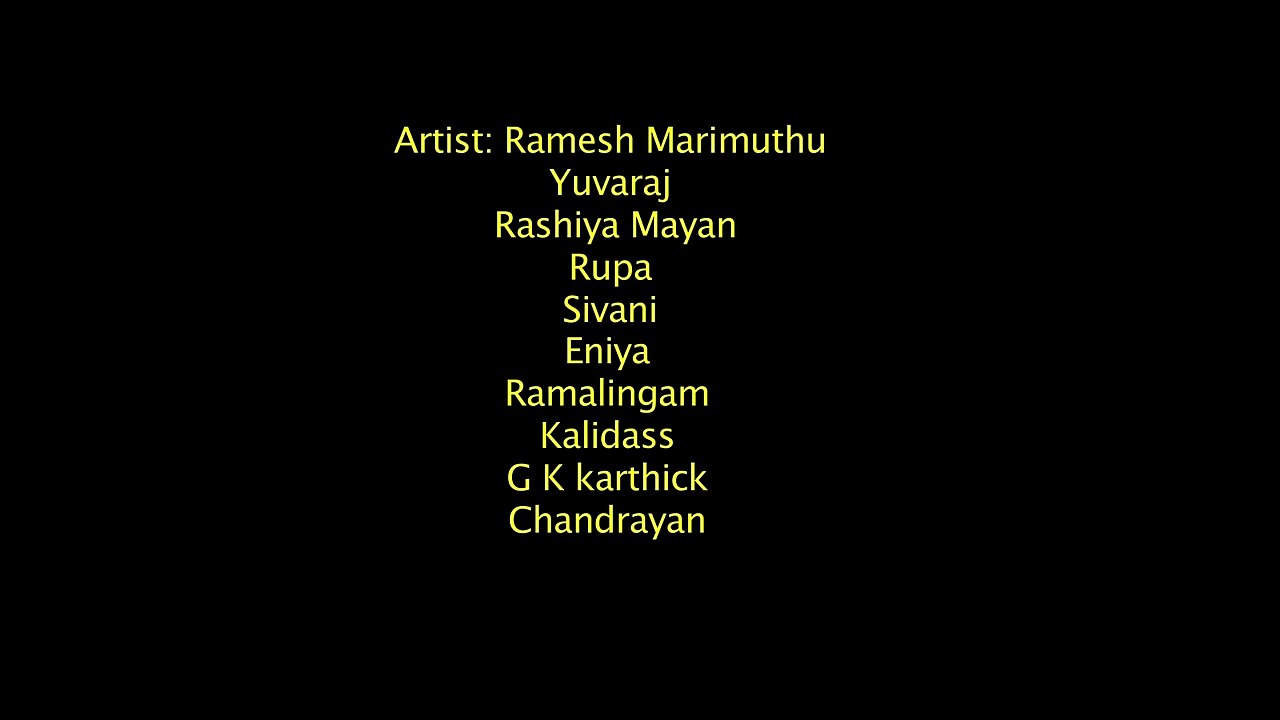 Artist: Ramesh Marimuthu
Yuvaraj
Rashiya Mayan
Rupa
Sivani
Eniya
Ramalingam
Kalidass
G K karthick
Chandrayan